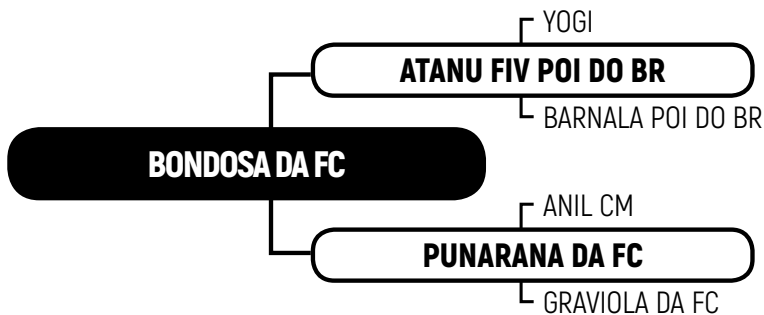 YOGI
ATANU FIV POI DO BR
BARNALA POI DO BR
BONDOSA DA FC
ANIL CM
PUNARANA DA FC
GRAVIOLA DA FC